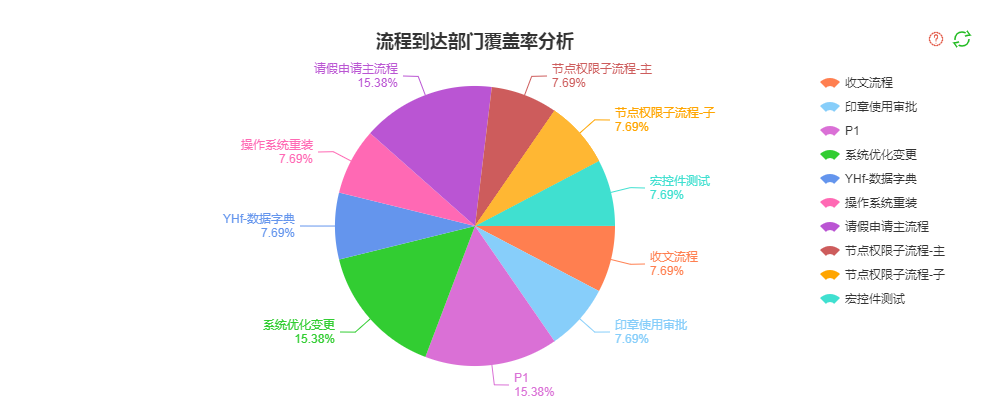 流程到达部门覆盖率分析
请假申请主流程
15.38%
节点权限子流程-主
7.69%
节点权限子流程-子
7.69%
操作系统重装
7.69%
宏控件测试
7.69%
YHf-数据字典
7.69%
收文流程
7.69%
系统优化变更
15.38%
印章使用审批
7.69%
P1
15.38%
收文流程
印章使用审批
P1
系统优化变更
YHf-数据字典
操作系统重装
请假申请主流程
节点权限子流程-主
节点权限子流程-子
宏控件测试